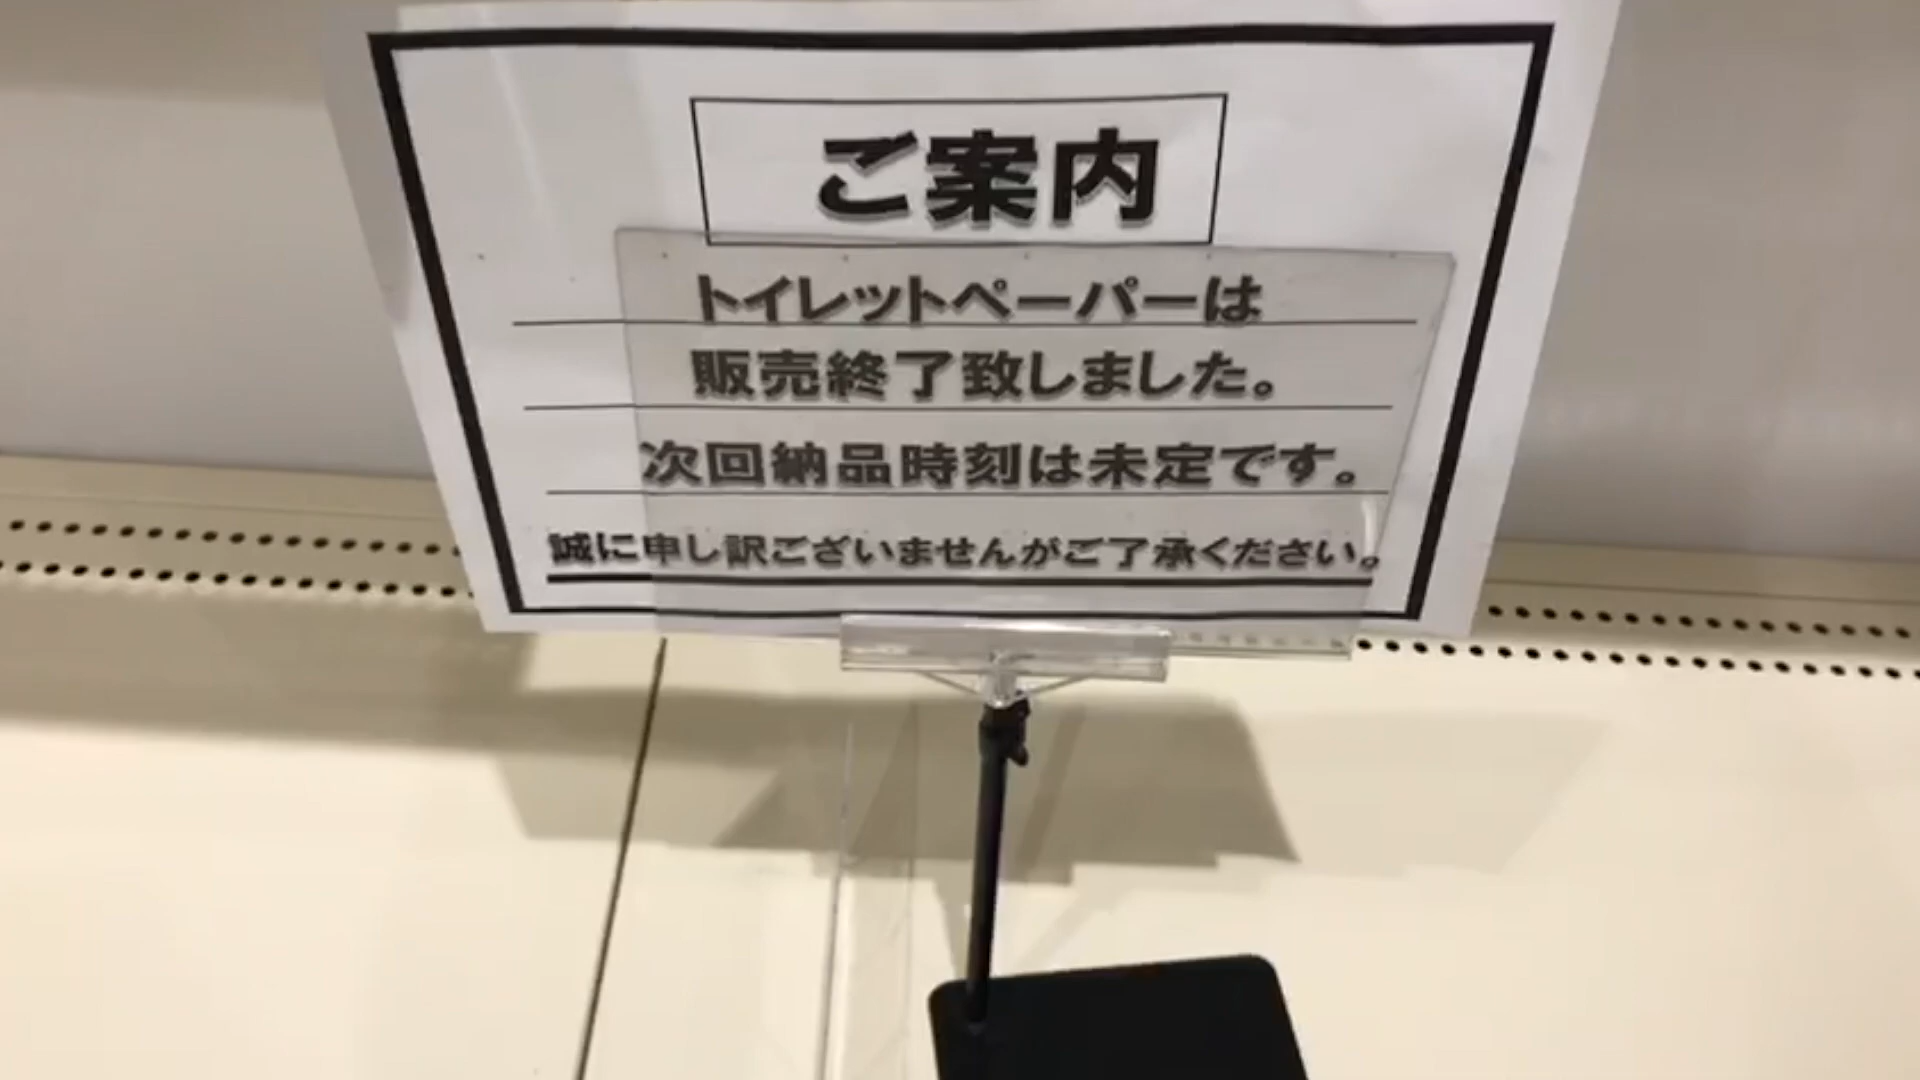 ご案内
トイレットペーパーは
販売終了致しました。
次回納品時刻は未定です。
誠に申し訳ございませんがご了承ください。